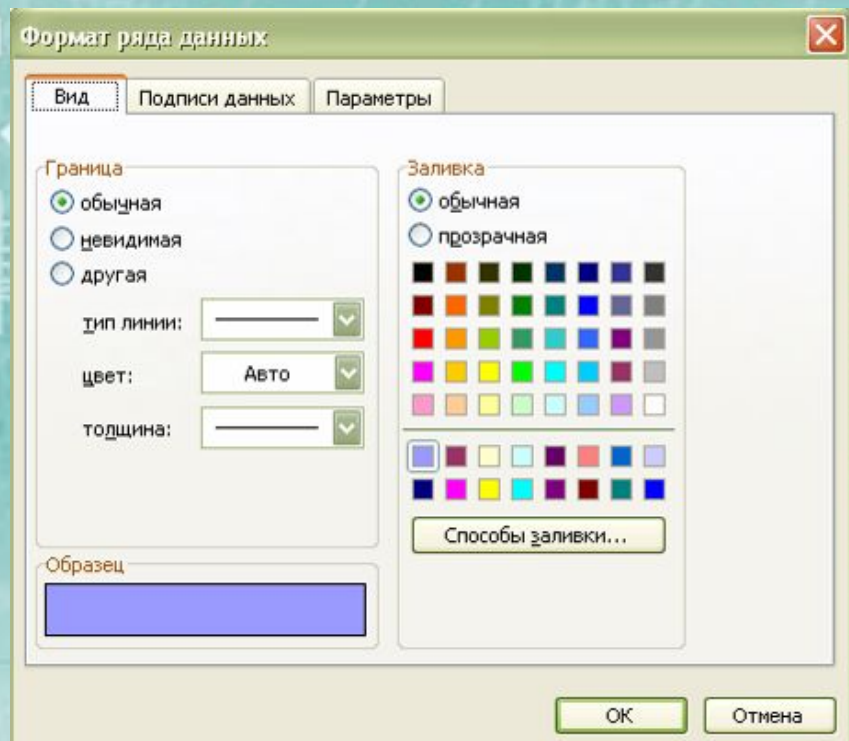 Формат ряда данных
Вид
Подписи данных
Параметры
Граница
обычная
невидимая
другая
тип линии:
цвет:
Авто
толщина:
Образец
Заливка
обычная
прозрачная
Способы заливки...
ОК
Отмена